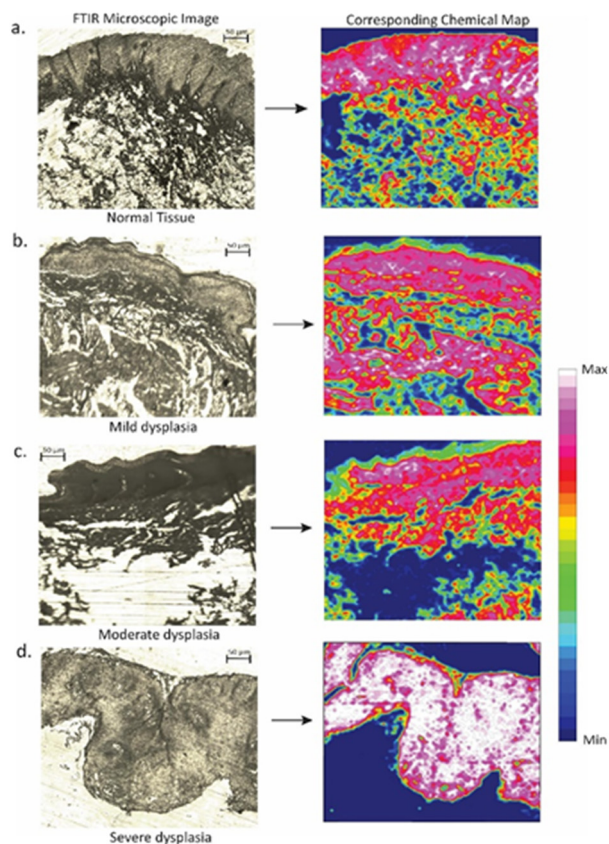 FTIR Microscopic Image
Corresponding Chemical Map
a.
50 µm
Normal Tissue
b.
50 µm
Mild dysplasia
Max
c.
50 µm
Moderate dysplasia
d.
50 µm
Min
Severe dysplasia